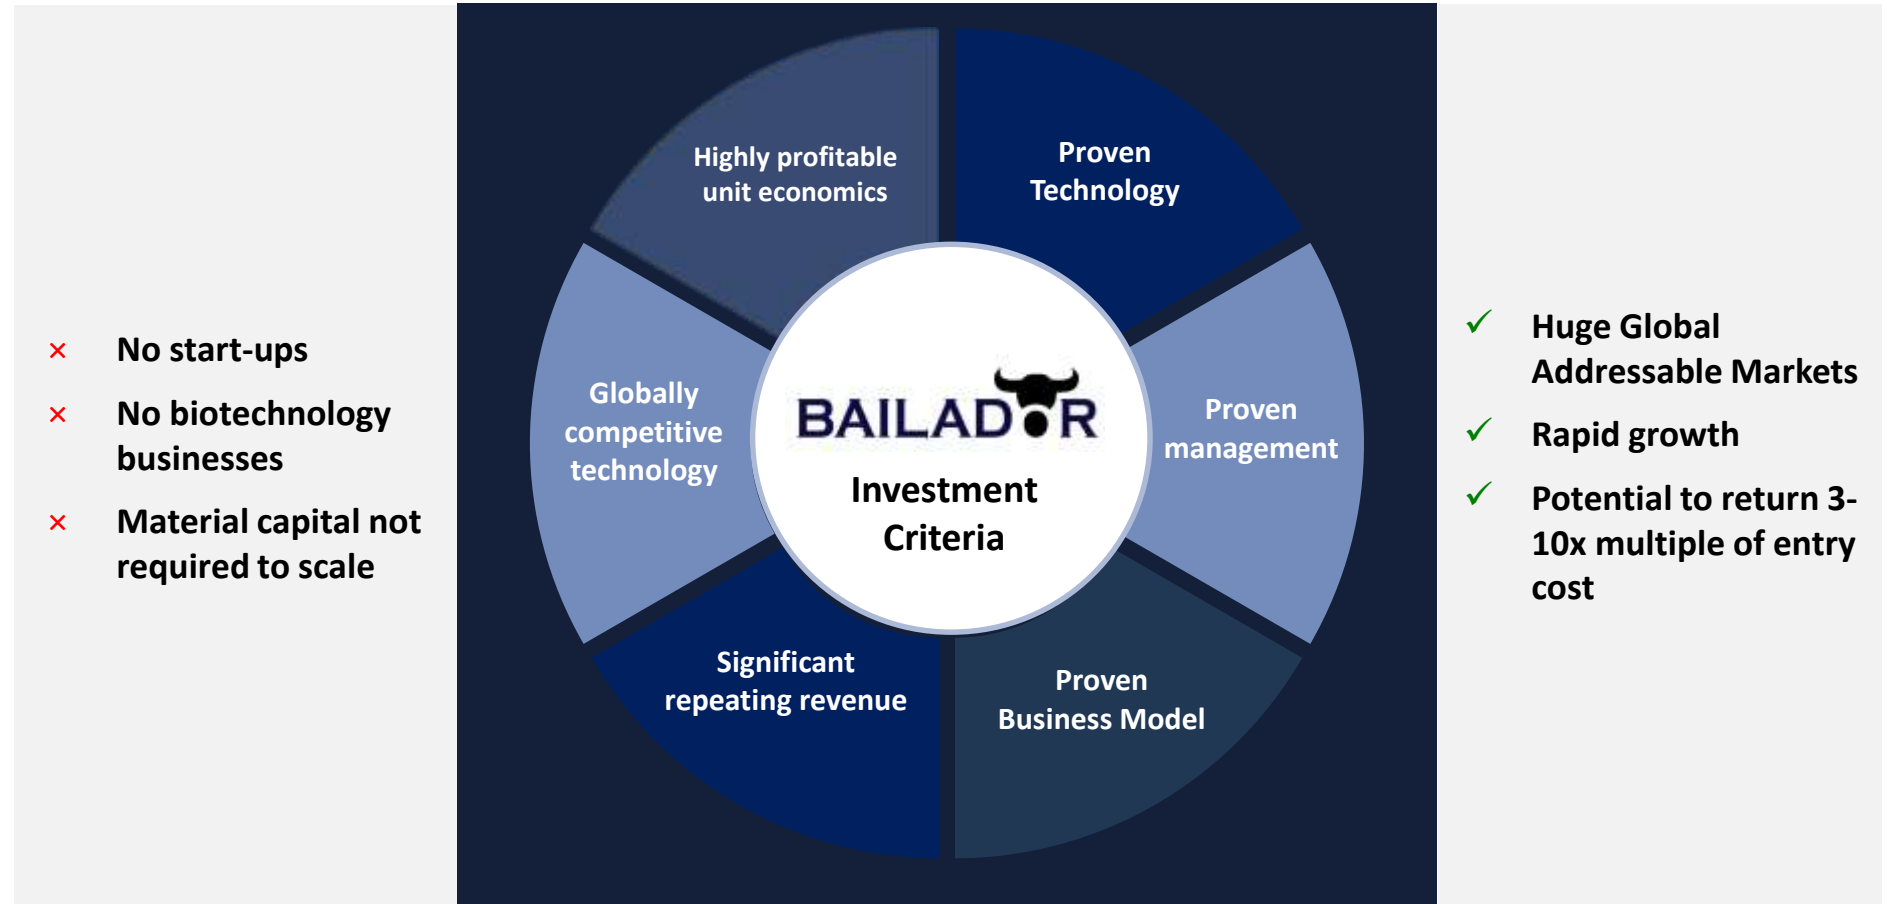 × No start-ups
× No biotechnology
businesses
× Material capital not
required to scale
Highly profitable
unit economics
Proven
Technology
Globally
competitive
technology
BAILADOR
Investment
Criteria
Proven
management
Significant
repeating revenue
Proven
Business Model
✓ Huge Global
Addressable Markets
✓ Rapid growth
✓ Potential to return 3-
10x multiple of entry
cost